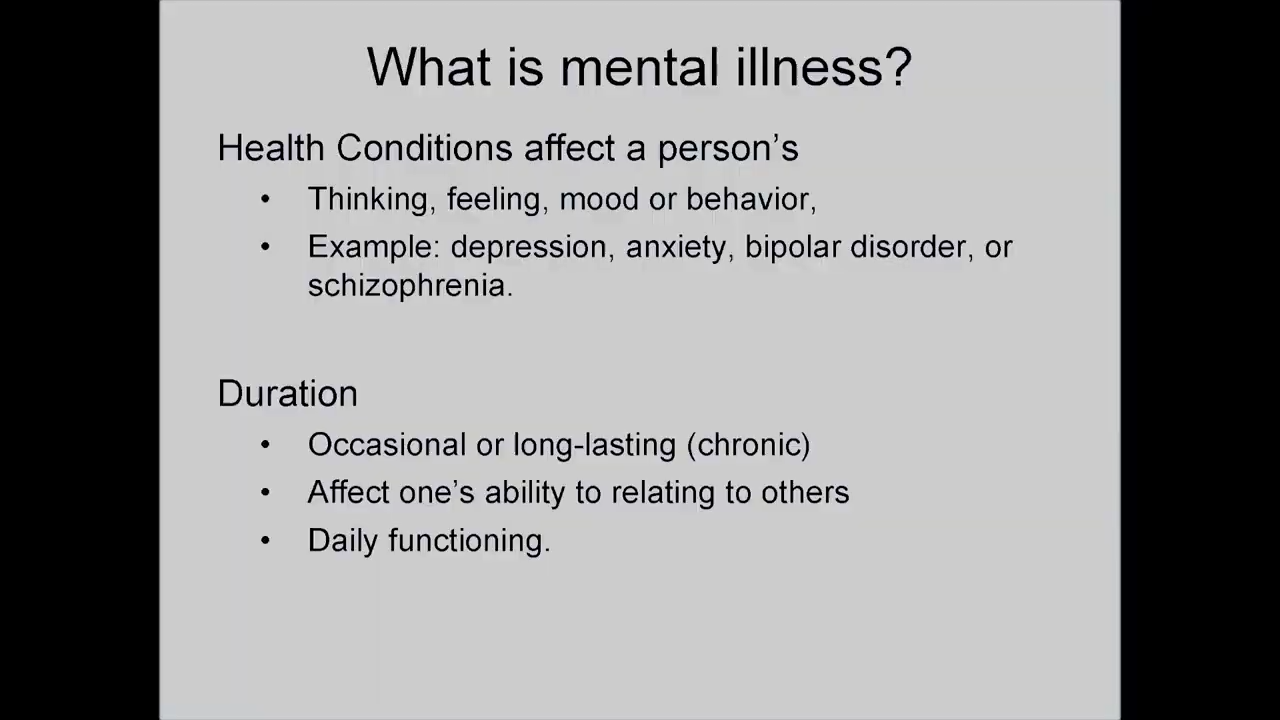 What is mental illness?
Health Conditions affect a person's
• Thinking, feeling, mood or behavior,
• Example: depression, anxiety, bipolar disorder, or
schizophrenia.
Duration
• Occasional or long-lasting (chronic)
• Affect one's ability to relating to others
• Daily functioning.